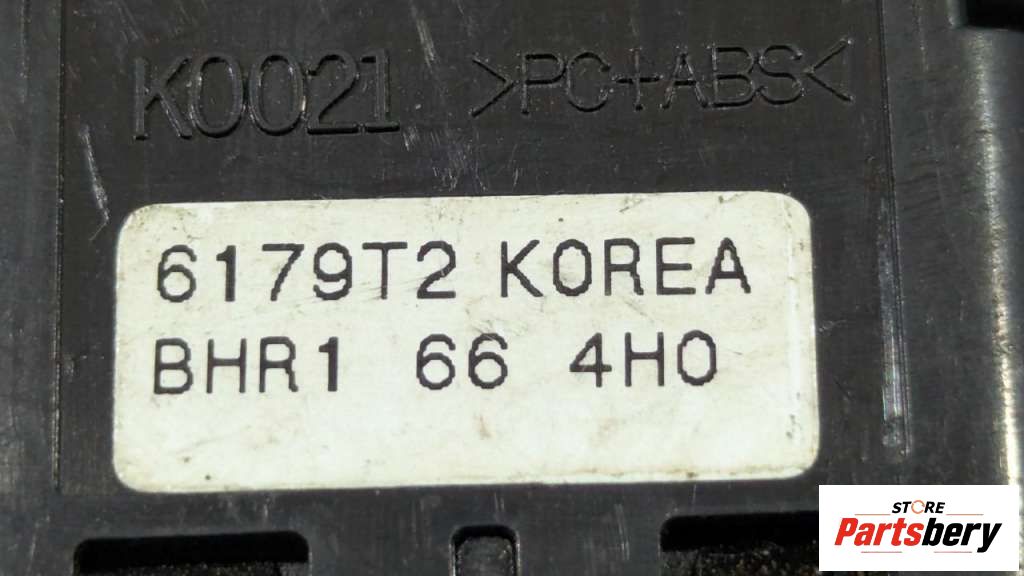 K0021 >PC+ABS<
6179T2 KOREA
BHR1 66 4H0
STORE
Partsbery